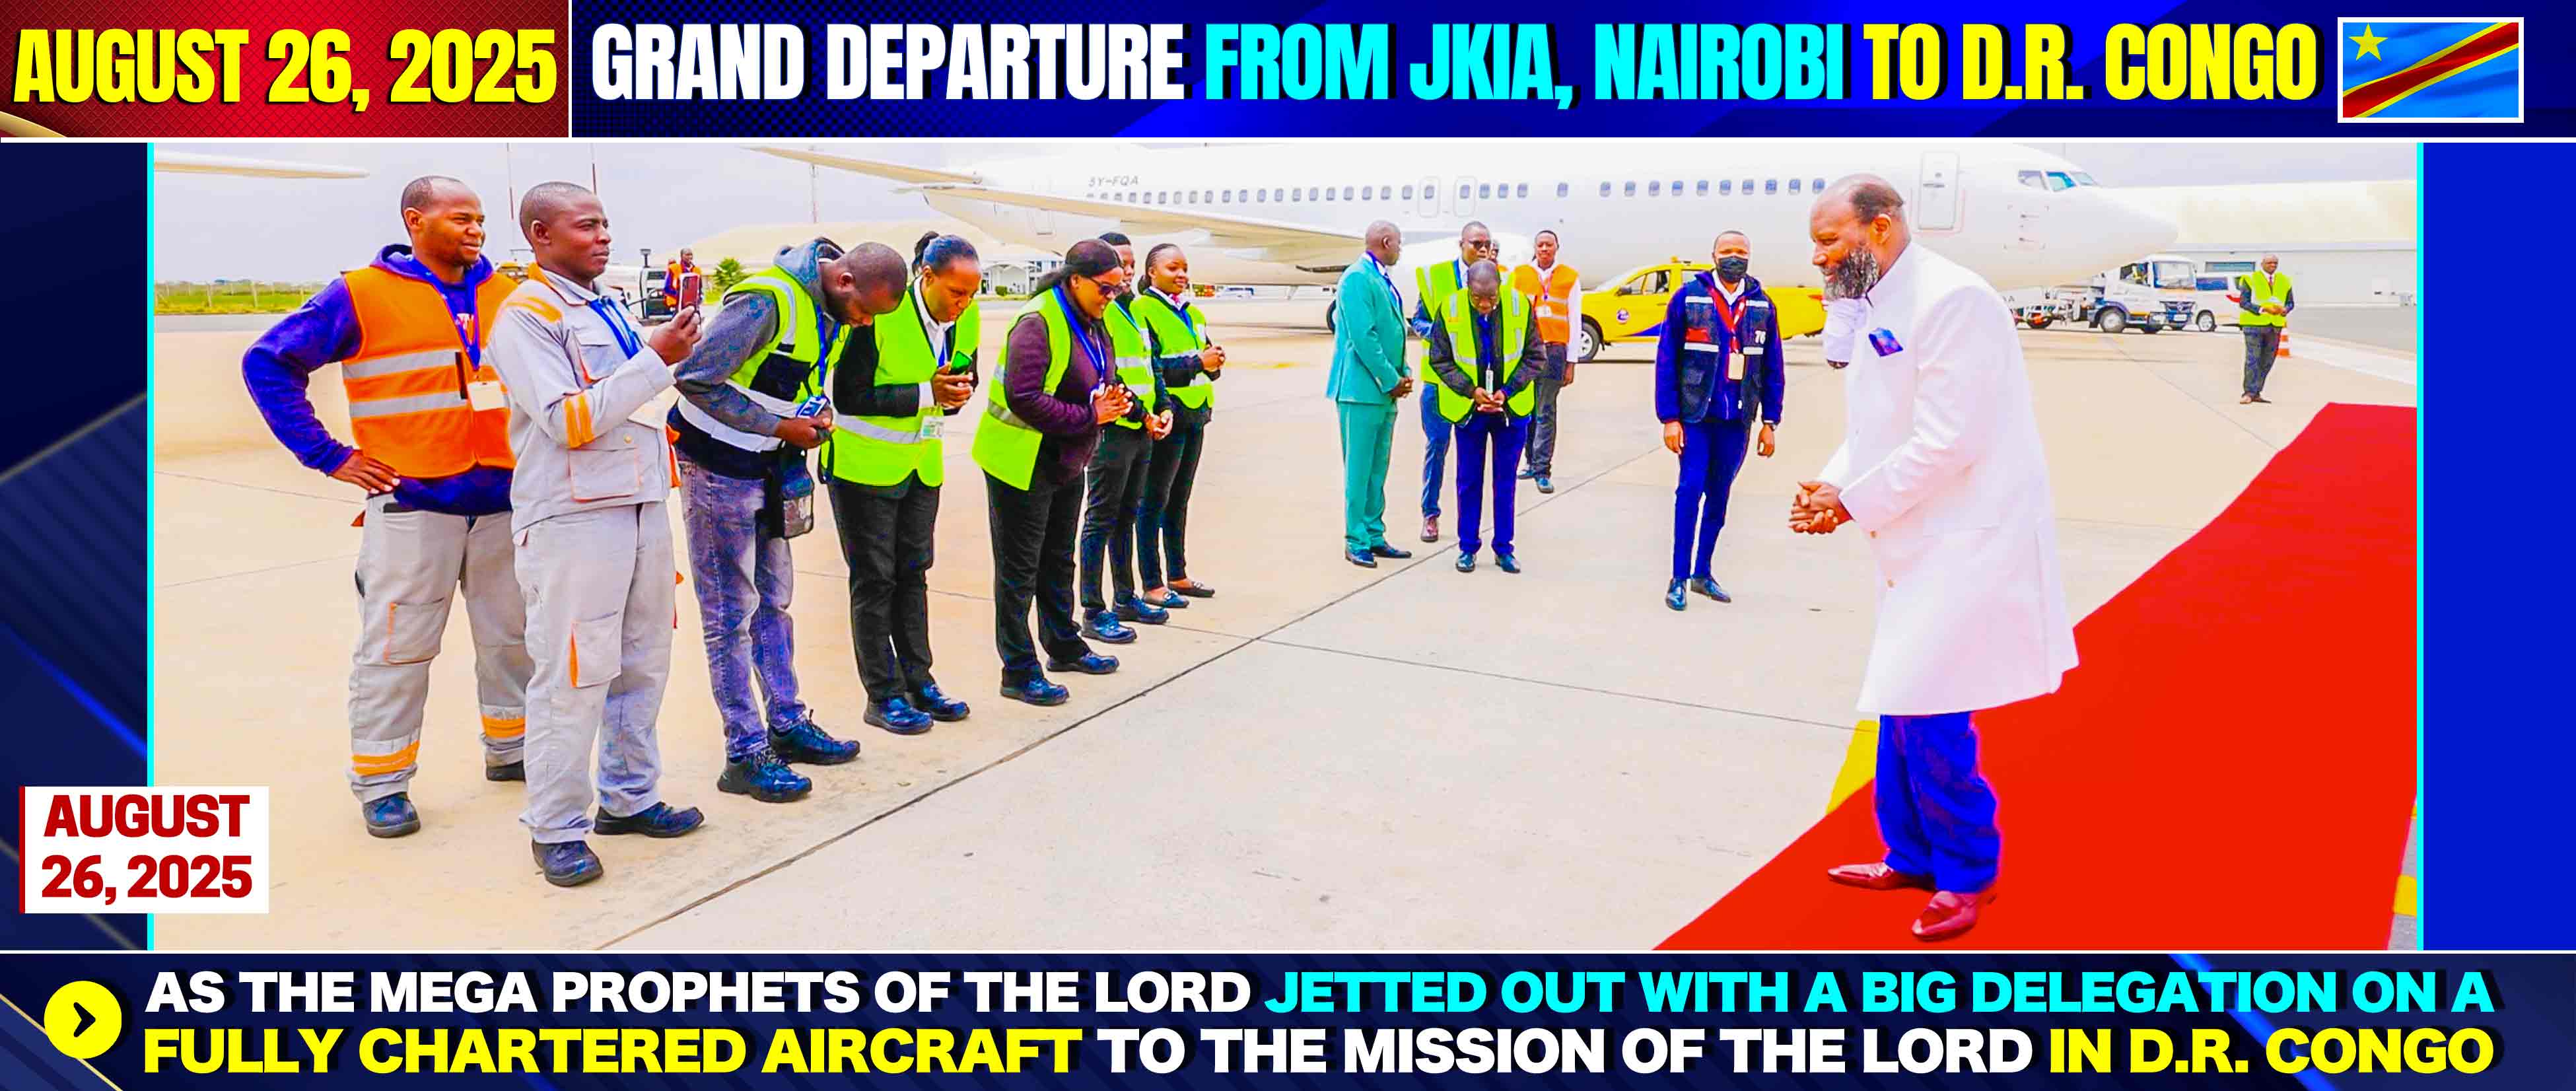 AUGUST 26, 2025
GRAND DEPARTURE FROM JKIA, NAIROBI TO D.R. CONGO
5Y-FQA
AUGUST
26, 2025
AS THE MEGA PROPHETS OF THE LORD JETTED OUT WITH A BIG DELEGATION ON A
FULLY CHARTERED AIRCRAFT TO THE MISSION OF THE LORD IN D.R. CONGO